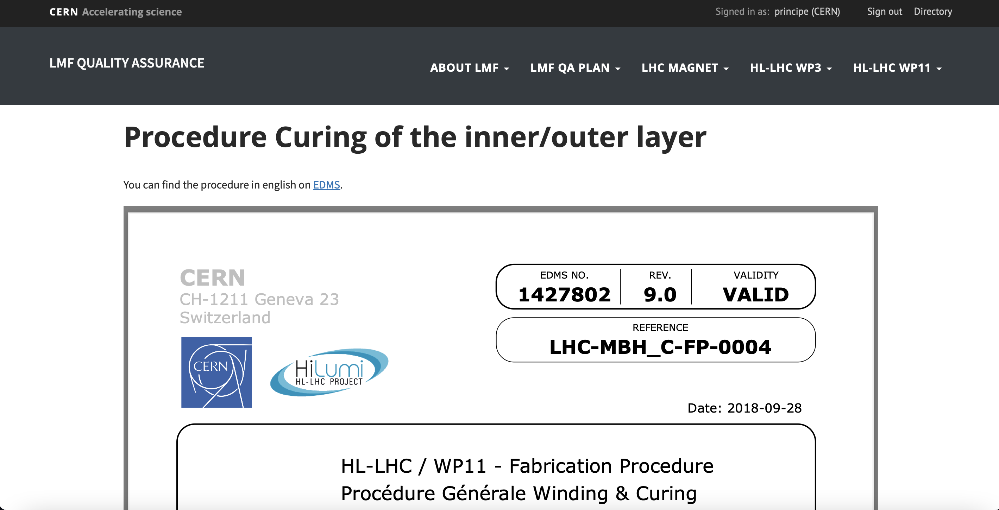 CERN Accelerating science
Signed in as: principe (CERN) Sign out Directory
LMF QUALITY ASSURANCE
ABOUT LMF LMF QA PLAN LHC MAGNET HL-LHC WP3 HL-LHC WP11
Procedure Curing of the inner/outer layer
You can find the procedure in english on EDMS.
CERN
CH-1211 Geneva 23
Switzerland
EDMS NO. REV. VALIDITY
1427802 9.0 VALID
REFERENCE
LHC-MBH_C-FP-0004
CERN
HiLumi
HL-LHC PROJECT
Date: 2018-09-28
HL-LHC / WP11 - Fabrication Procedure
Procédure Générale Winding & Curing